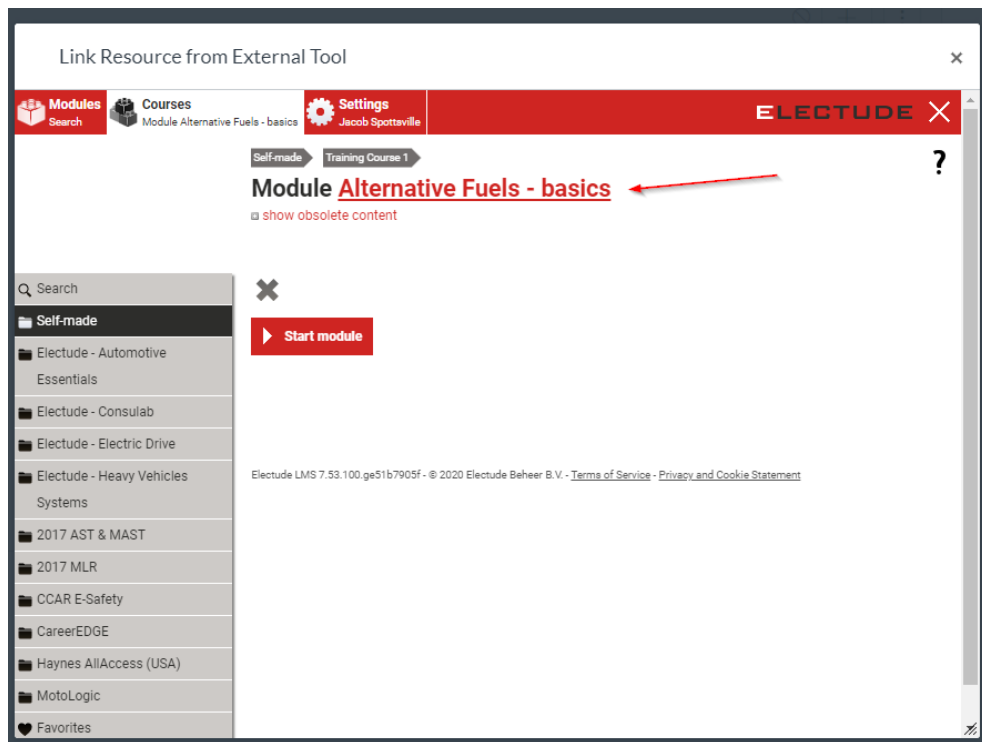 Link Resource from External Tool
×
Modules
Search
Courses
Module Alternative Fuels - basics
Settings
Jacob Spottsville
ELECTUDE
Self-made
Training Course 1
?
Module Alternative Fuels - basics
show obsolete content
Search
Self-made
Start module
Electude - Automotive
Essentials
Electude - Consulab
Electude - Electric Drive
Electude - Heavy Vehicles
Systems
Electude LMS 7.53.100.ge51b7905f - © 2020 Electude Beheer B.V. - Terms of Service - Privacy and Cookie Statement
2017 AST & MAST
2017 MLR
CCAR E-Safety
CareerEDGE
Haynes AllAccess (USA)
MotoLogic
Favorites